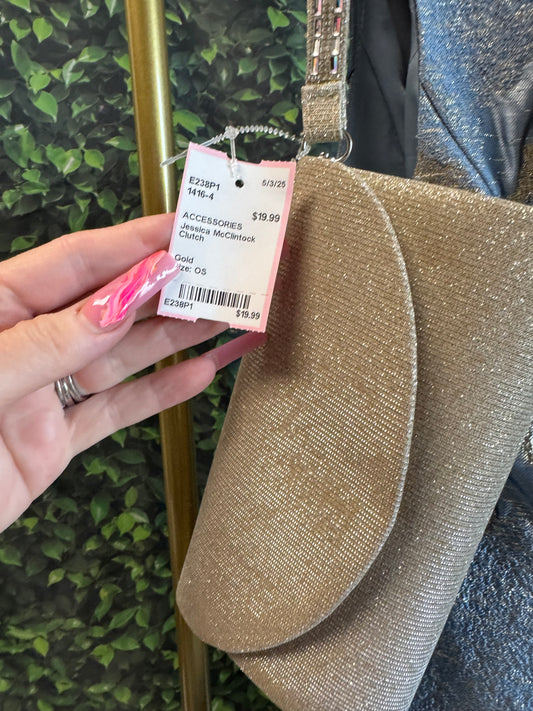 E238P1 5/3/25
1416-4
$19.99
ACCESSORIES
Jessica McClintock
Clutch
Gold
ize: OS
E238P1
$19.99